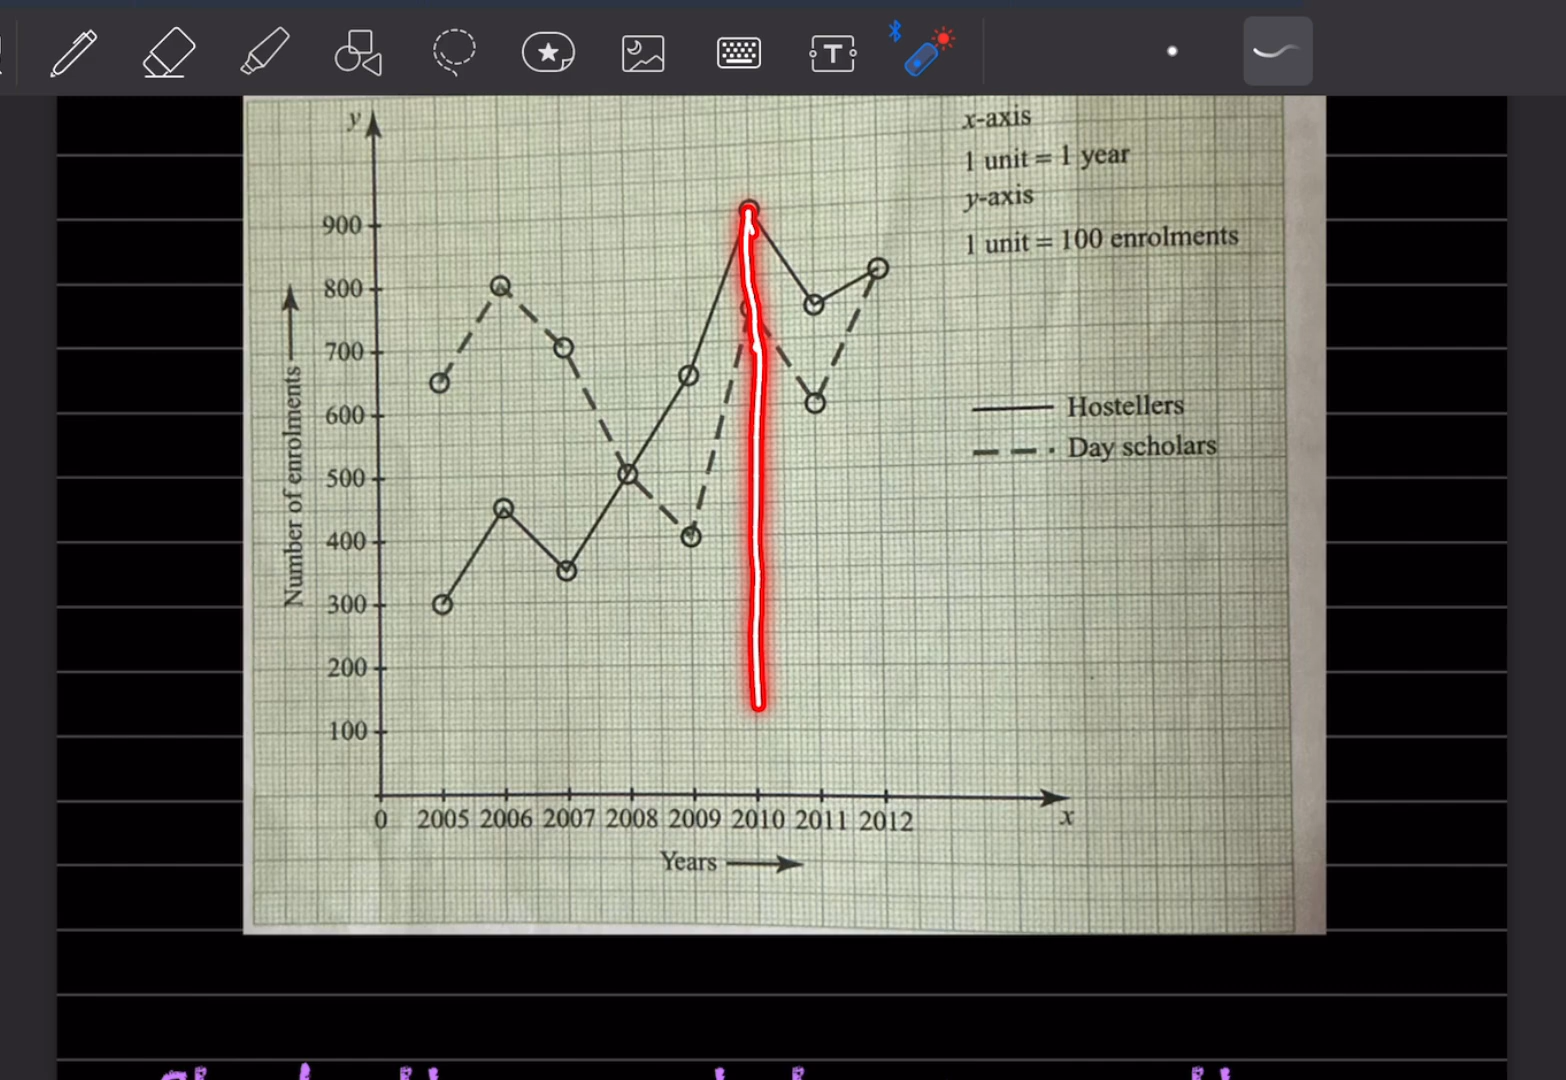 T
y
x-axis
1 unit = 1 year
y-axis
1 unit = 100 enrolments
900
800
700
600
500
400
300
200
100
Number of enrolments
Hostellers
Day scholars
0 2005 2006 2007 2008 2009 2010 2011 2012
x
Years